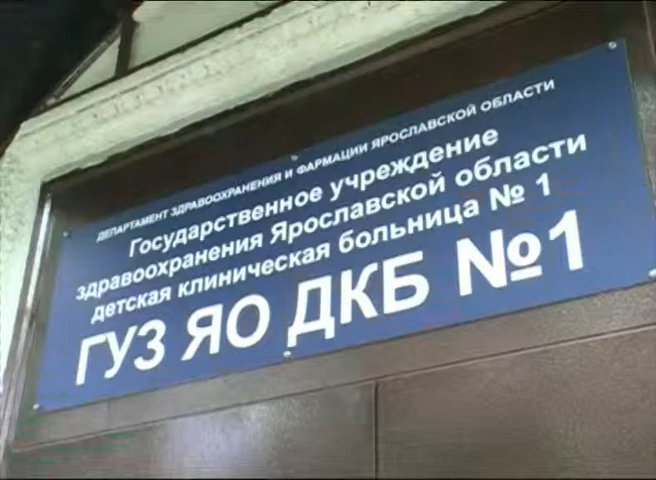 ДЕПАРТАМЕНТ ЗДРАВООХРАНЕНИЯ И ФАРМАЦИИ ЯРОСЛАВСКОЙ ОБЛАСТИ
Государственное учреждение
здравоохранения Ярославской области
детская клиническая больница № 1
ГУЗ ЯО ДКБ №1